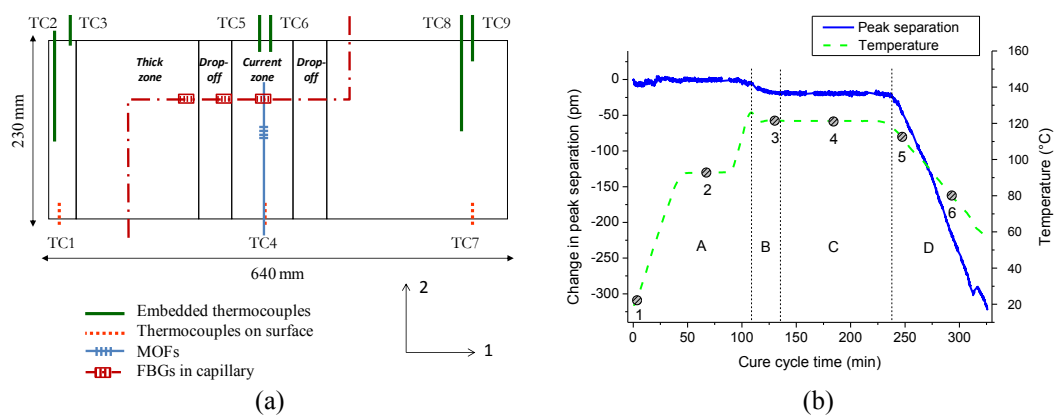 TC2 TC3 TC5 TC6 TC8 TC9
Thick zone
Drop-off
Current zone
Drop-off
230 mm
TC1 TC4 TC7
640 mm
Embedded thermocouples
Thermocouples on surface
MOFs
FBGs in capillary
2
1
(a)
Peak separation
Temperature
Change in peak separation (pm)
0
-50
-100
-150
-200
-250
-300
160
140
120
100
80
60
40
20
Temperature (°C)
1
2
3
4
5
6
A B C D
0 50 100 150 200 250 300
Cure cycle time (min)
(b)